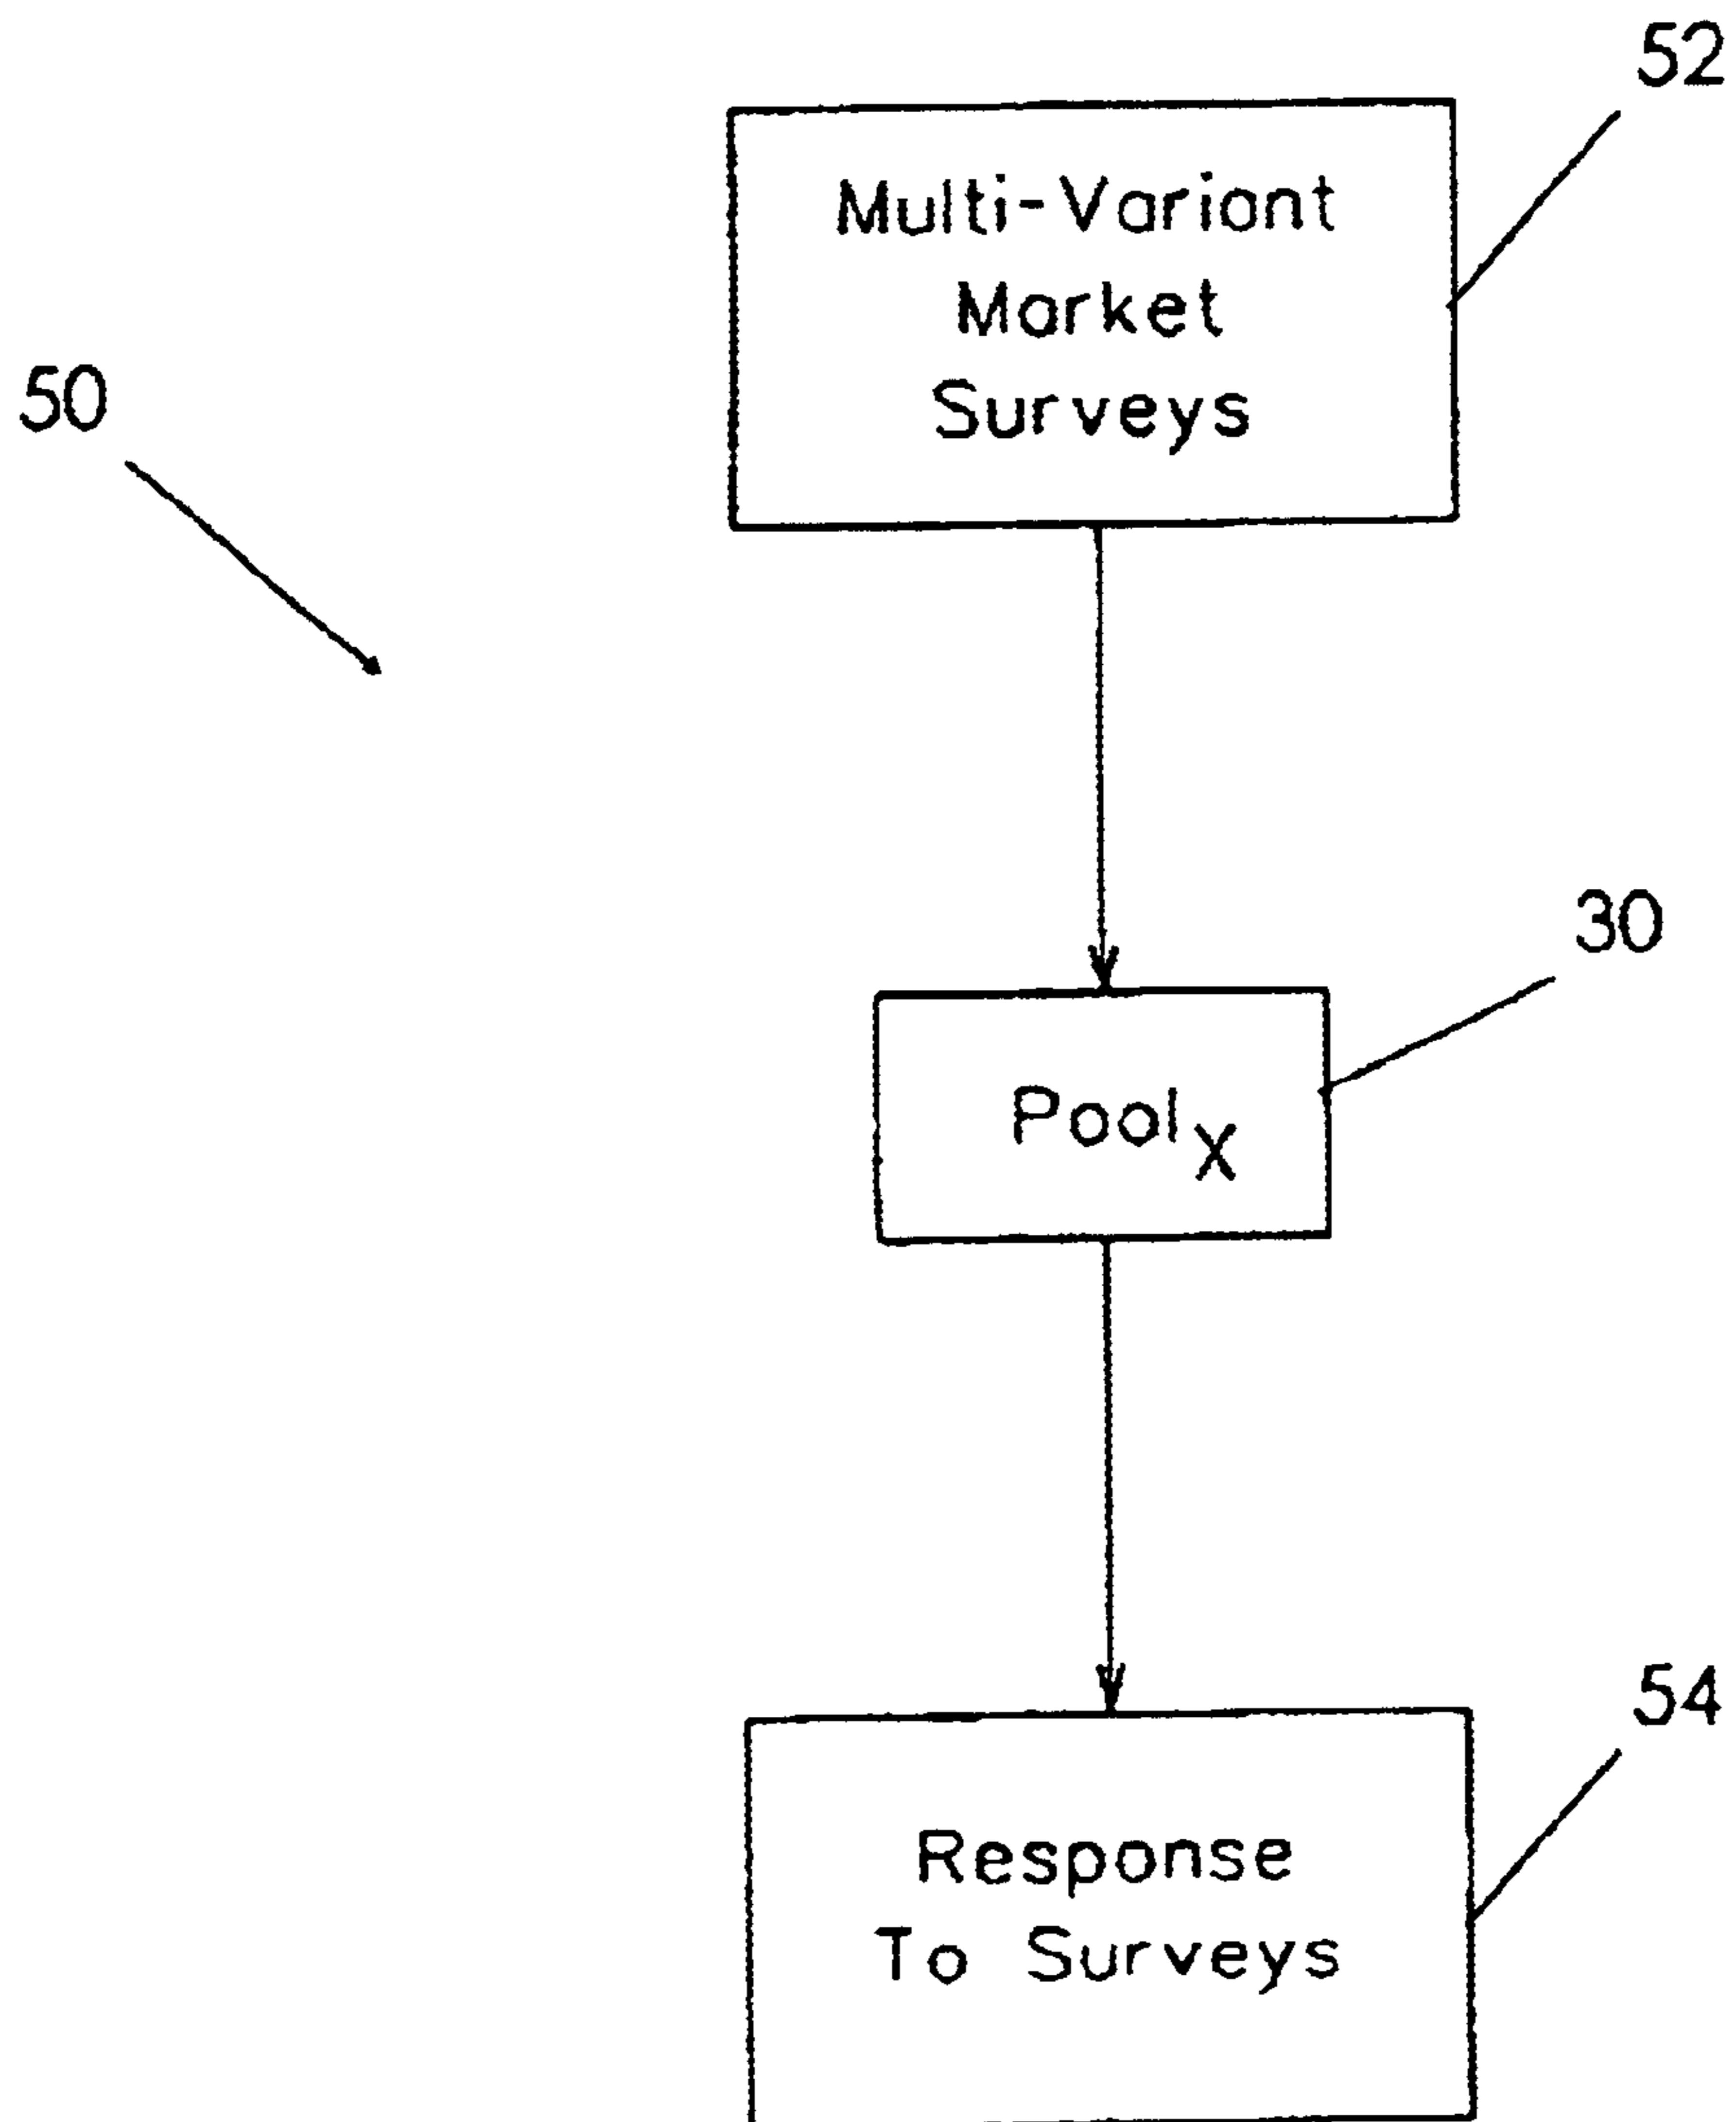 52
Multi-Variant
Market
Surveys
50
30
Poolₓ
54
Response
To Surveys